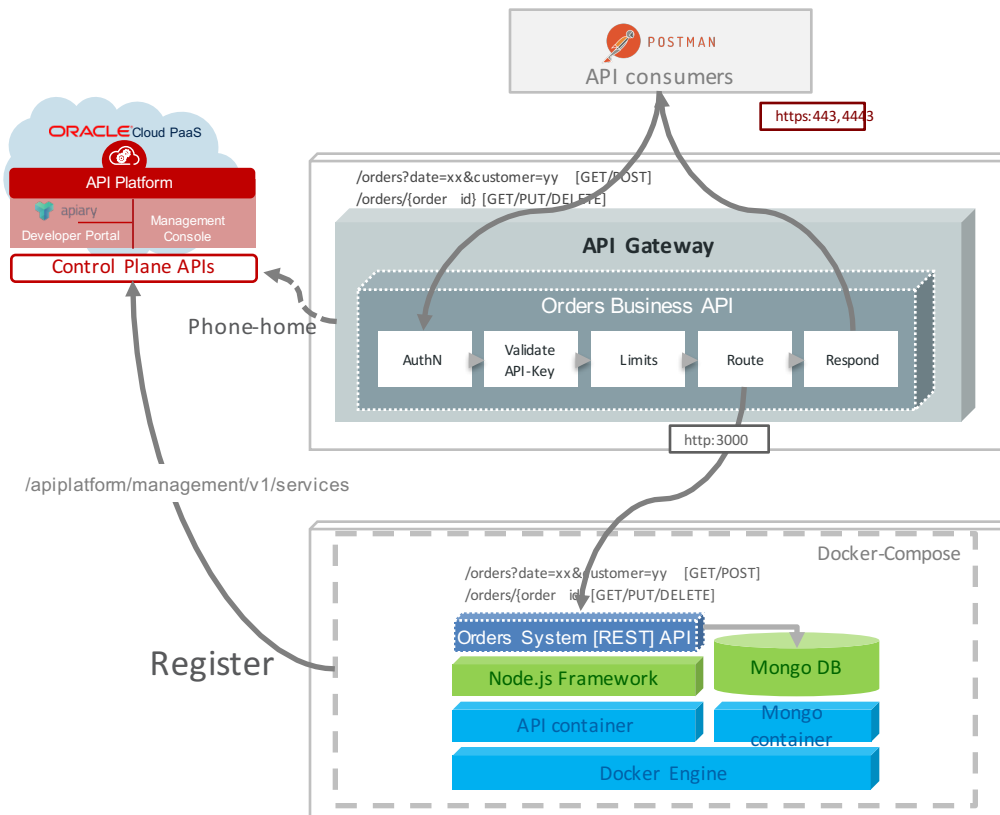 POSTMAN
API consumers
https:443,4443
ORACLE Cloud PaaS
API Platform
apiary
Developer Portal
Management
Console
Control Plane APIs
/orders?date=xx&customer=yy [GET/POST]
/orders/{order id} [GET/PUT/DELETE]
API Gateway
Orders Business API
Phone-home
AuthN
Validate
API-Key
Limits
Route
Respond
http:3000
/apiplatform/management/v1/services
Docker-Compose
/orders?date=xx&customer=yy [GET/POST]
/orders/{order id} [GET/PUT/DELETE]
Orders System [REST] API
Register
Node.js Framework
Mongo DB
API container
Mongo
container
Docker Engine